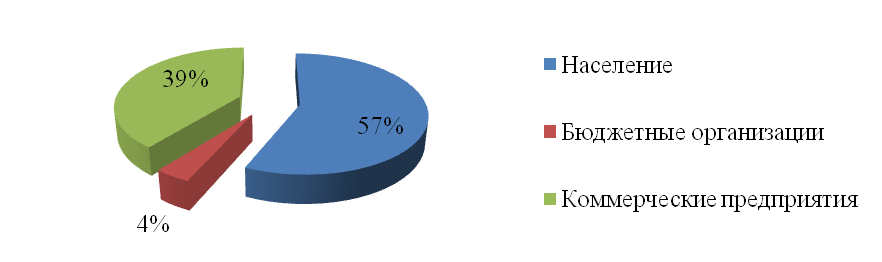 39%
57%
4%
Население
Бюджетные организации
Коммерческие предприятия